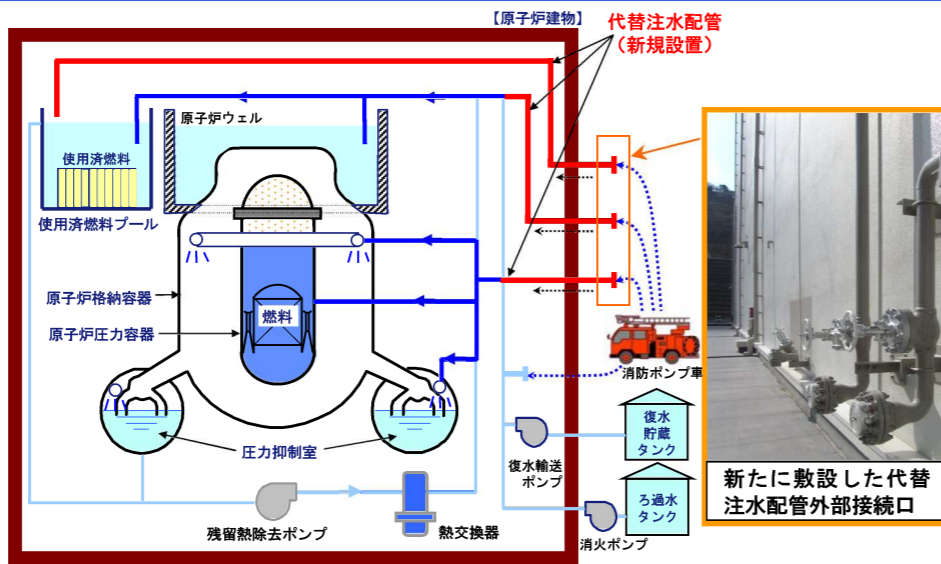 【原子炉建物】
代替注水配管
（新規設置）
原子炉ウェル
使用済燃料
使用済燃料プール
原子炉格納容器
燃料
原子炉圧力容器
消防ポンプ車
圧力抑制室
復水
貯蔵
タンク
復水輸送
ポンプ
ろ過水
タンク
残留熱除去ポンプ
熱交換器
消火ポンプ
新たに敷設した代替
注水配管外部接続口